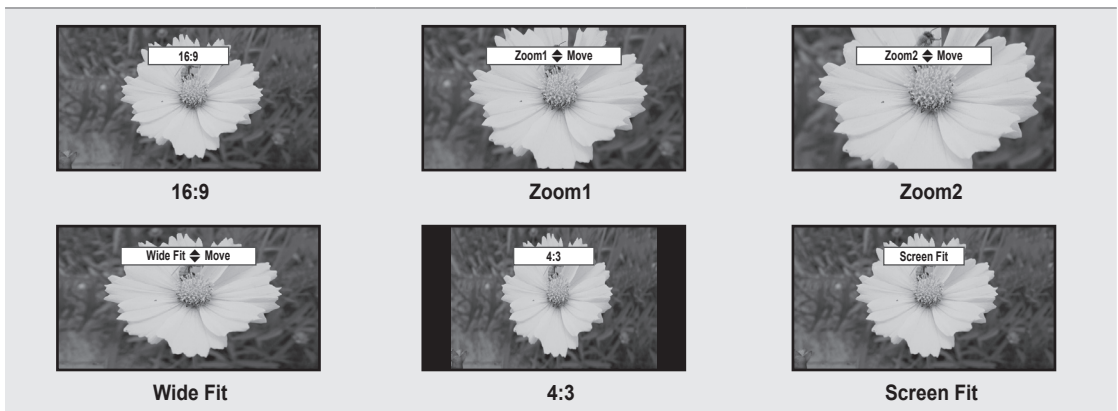 16:9
Zoom1 ◆ Move
Zoom2 ◆ Move
16:9
Zoom1
Zoom2
Wide Fit ◆ Move
4:3
Screen Fit
Wide Fit
4:3
Screen Fit